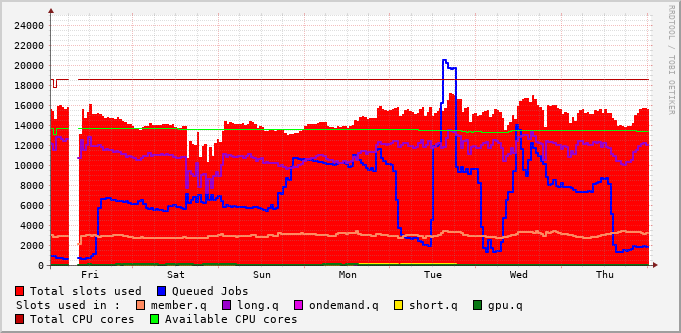 24000
22000
20000
18000
16000
14000
12000
10000
8000
6000
4000
2000
0
Fri Sat Sun Mon Tue Wed Thu
RRDTOOL / TOBI OETIKER
Total slots used Queued Jobs
Slots used in : member.q long.q ondemand.q short.q gpu.q
Total CPU cores Available CPU cores